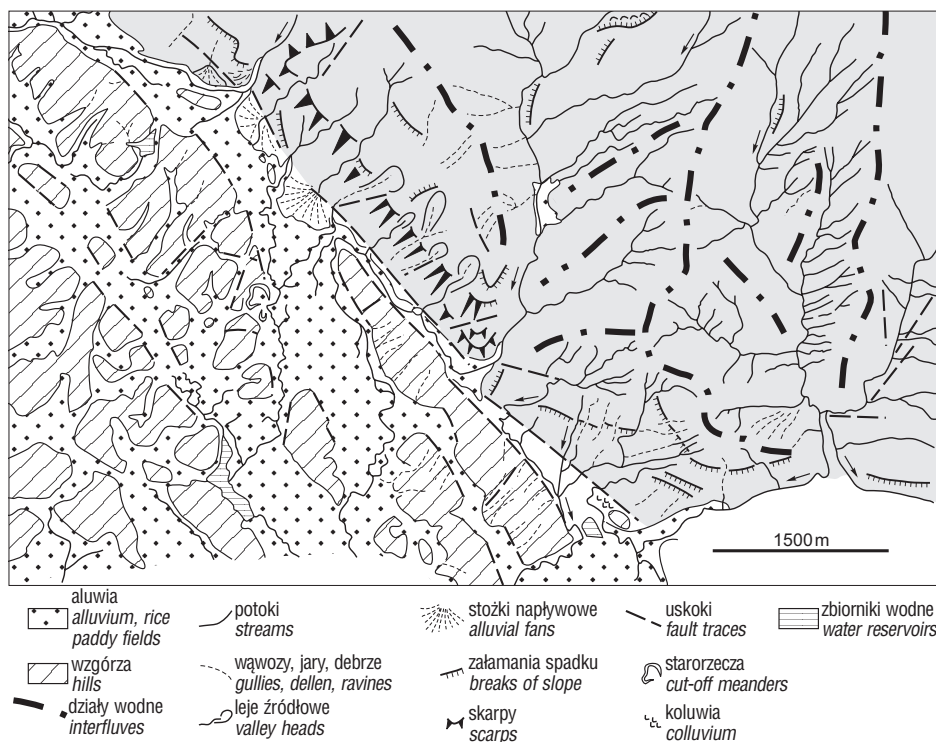 1500 m
aluwia
alluvium, rice
paddy fields
potoki
streams
stożki napływowe
alluvial fans
uskoki
fault traces
zbiorniki wodne
water reservoirs
wzgórza
hills
wąwozy, jary, debrze
gullies, dellen, ravines
załamania spadku
breaks of slope
starorzecza
cut-off meanders
działy wodne
interfluves
leje źródłowe
valley heads
skarpy
scarps
koluwia
colluvium